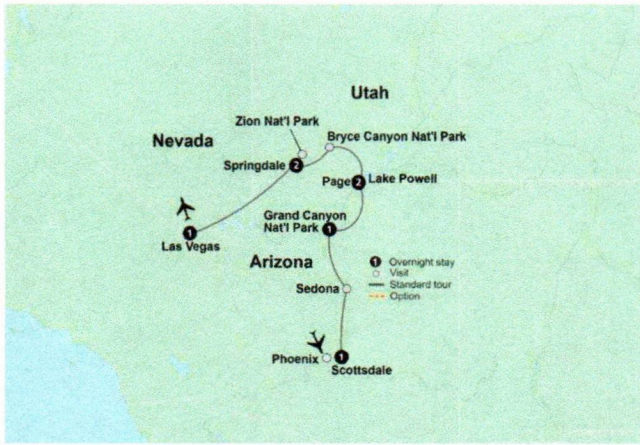 Utah
Zion Nat'l Park
Bryce Canyon Nat'l Park
Nevada
Springdale 2
Page 2 Lake Powell
Grand Canyon
Nat'l Park 1
1
Las Vegas
Arizona
1 Overnight stay
Visit
Standard tour
Option
Sedona
Phoenix 1
Scottsdale